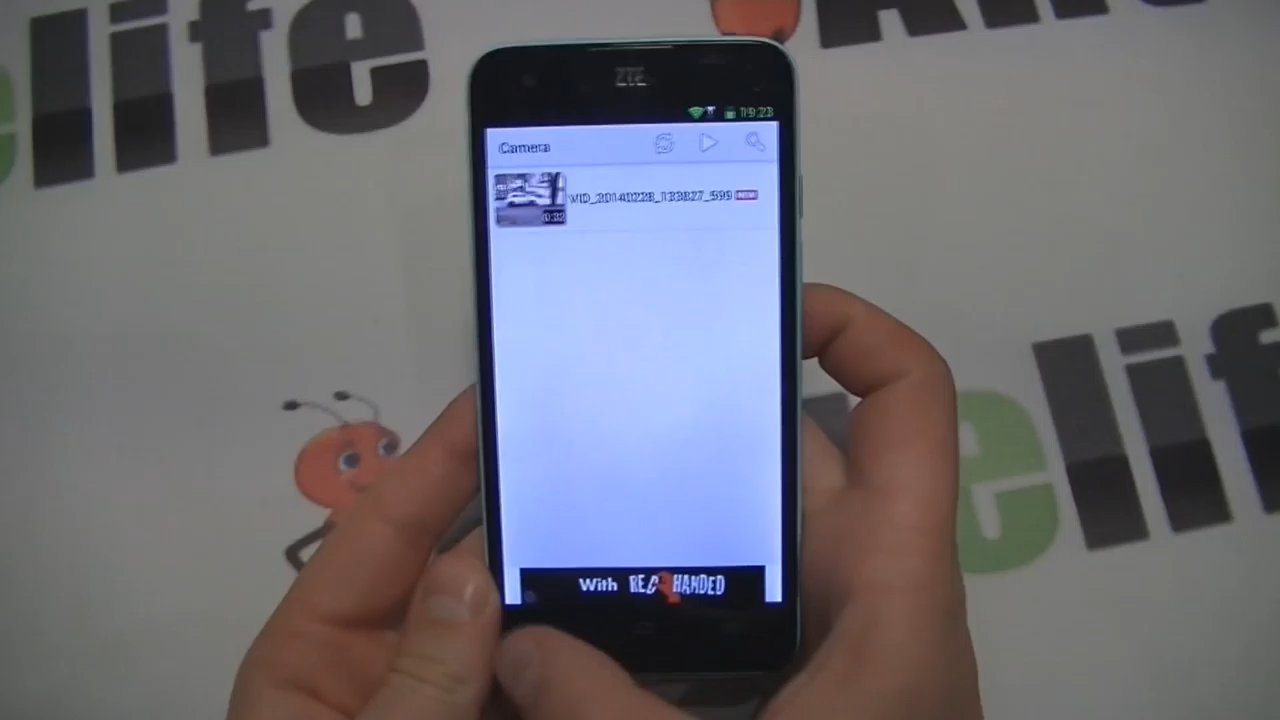 elife
ZTE
19:23
Camera
VID_20140228_133827_599 NEW
0:32
elif
With RED HANDED